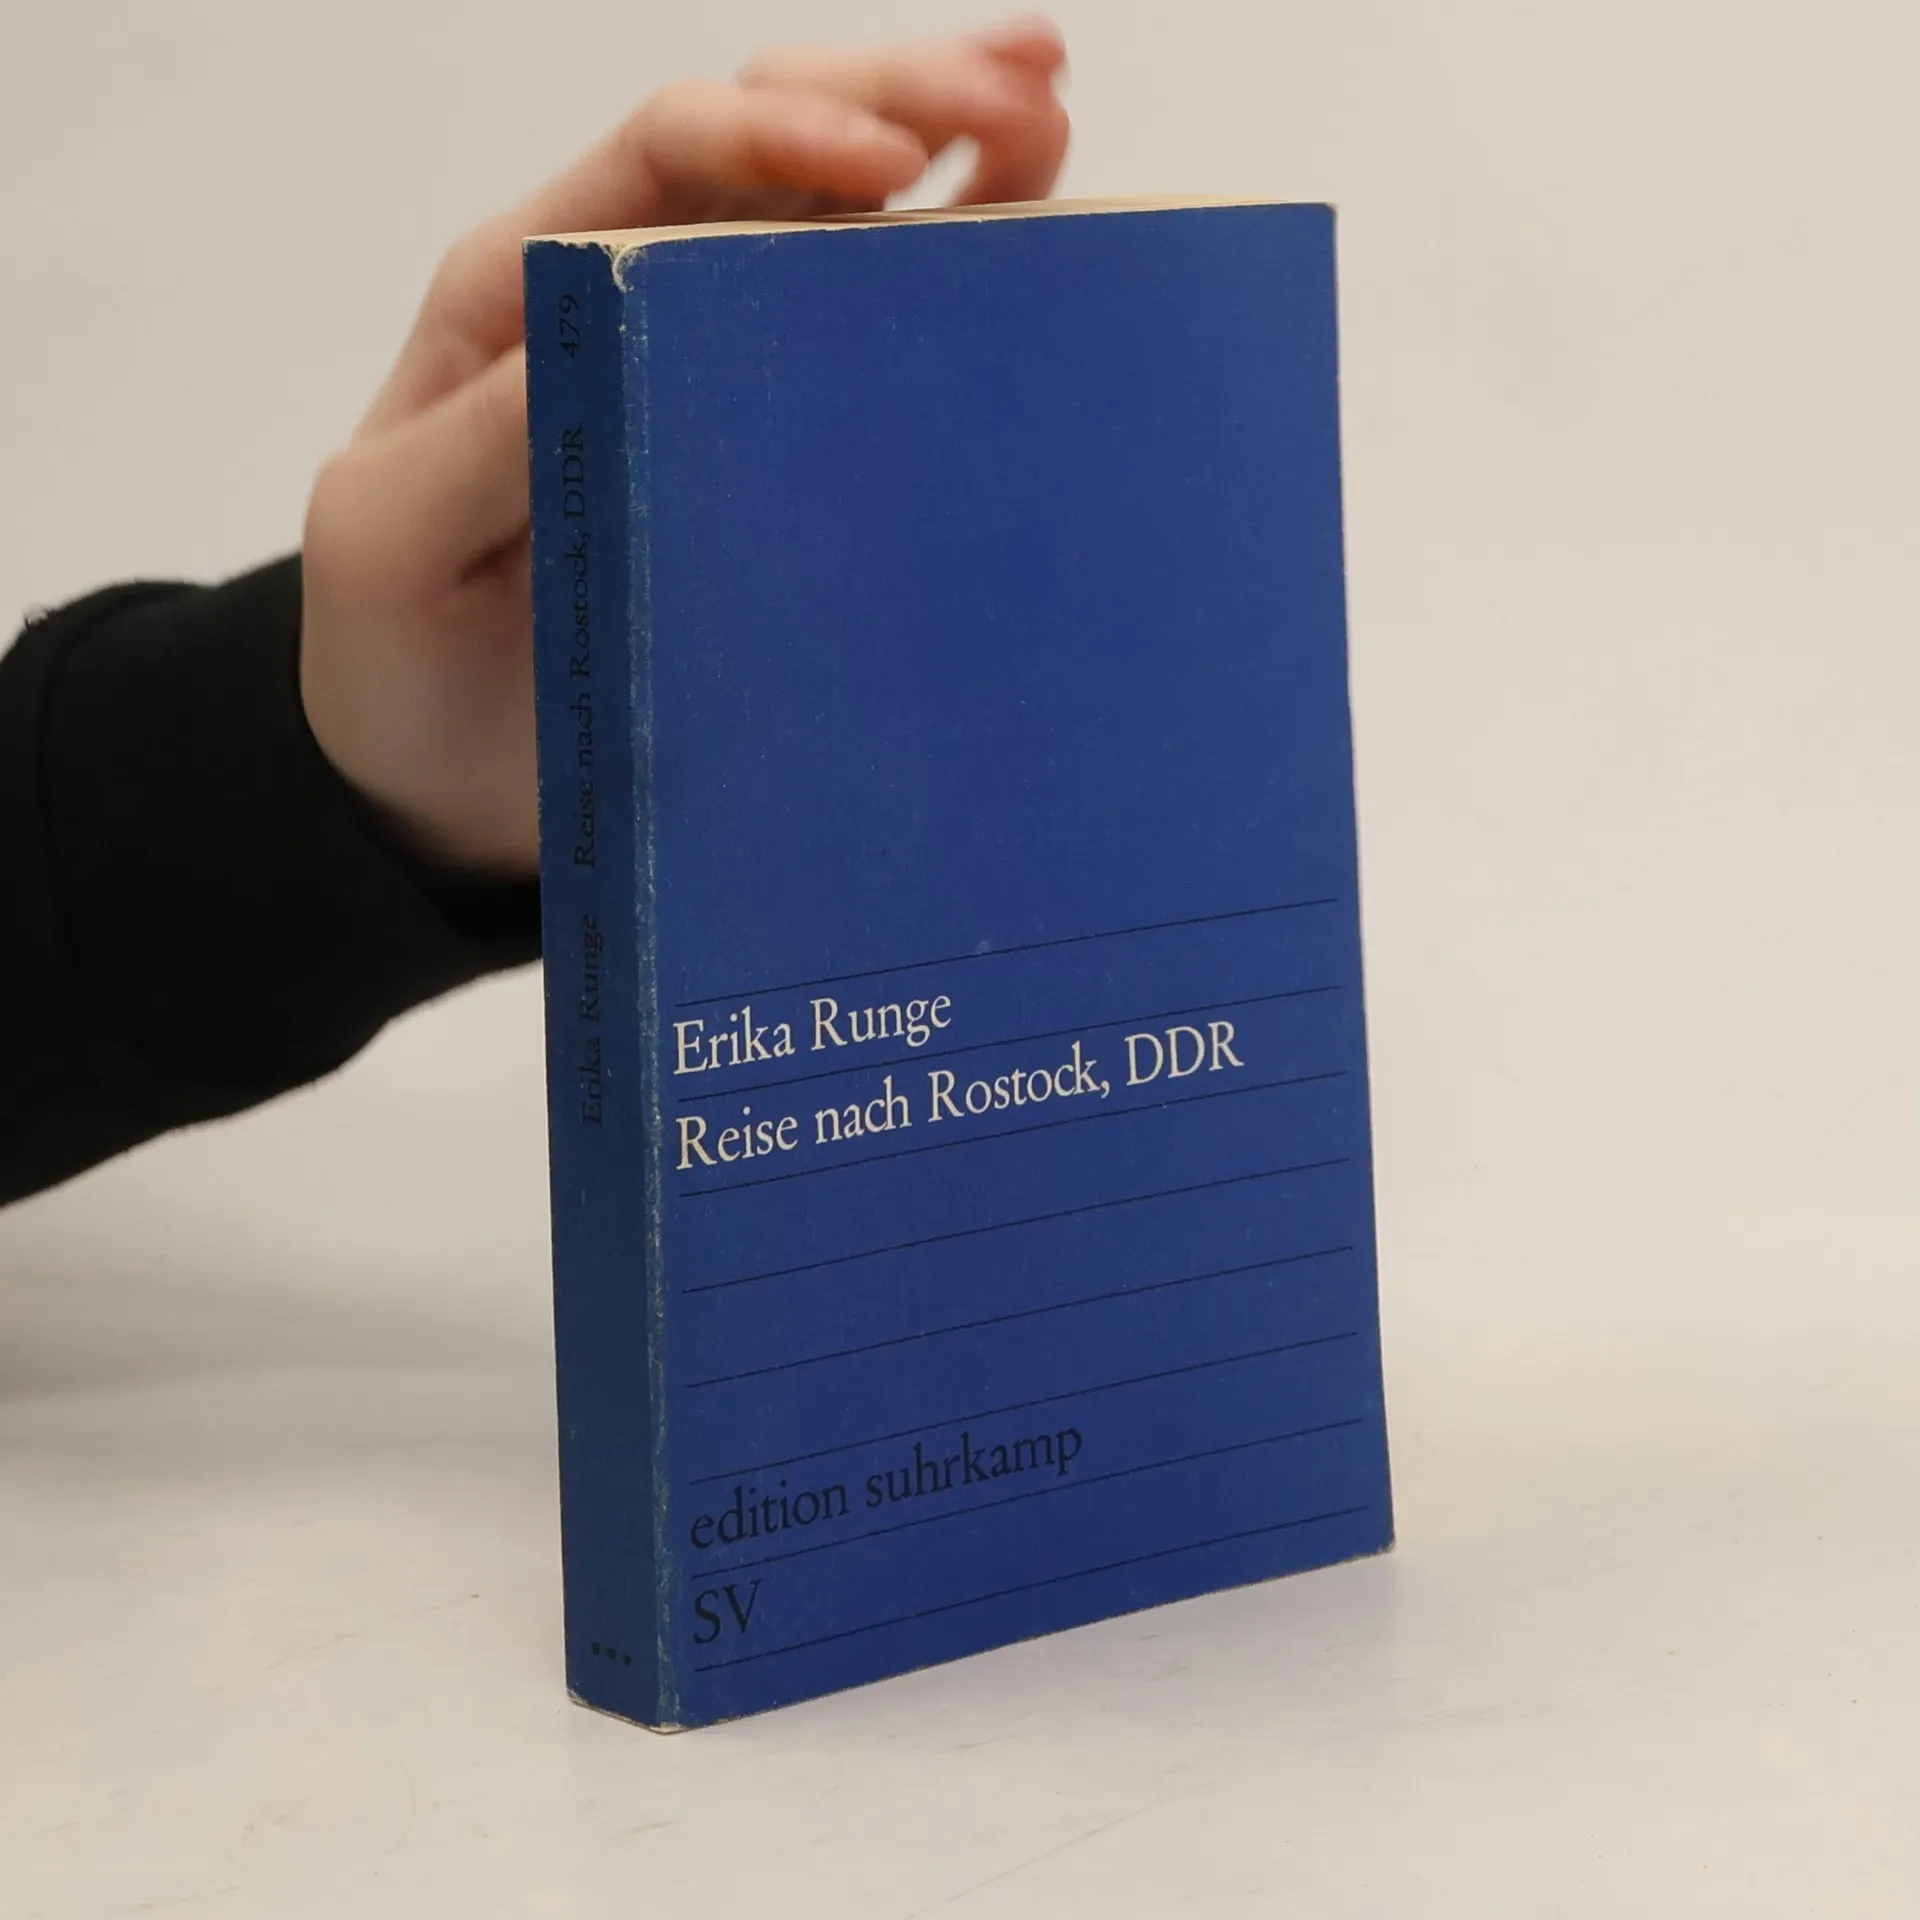 Erika Runge Reise nach Rostock, DDR 479
Erika Runge
Reise nach Rostock, DDR
edition suhrkamp
SV